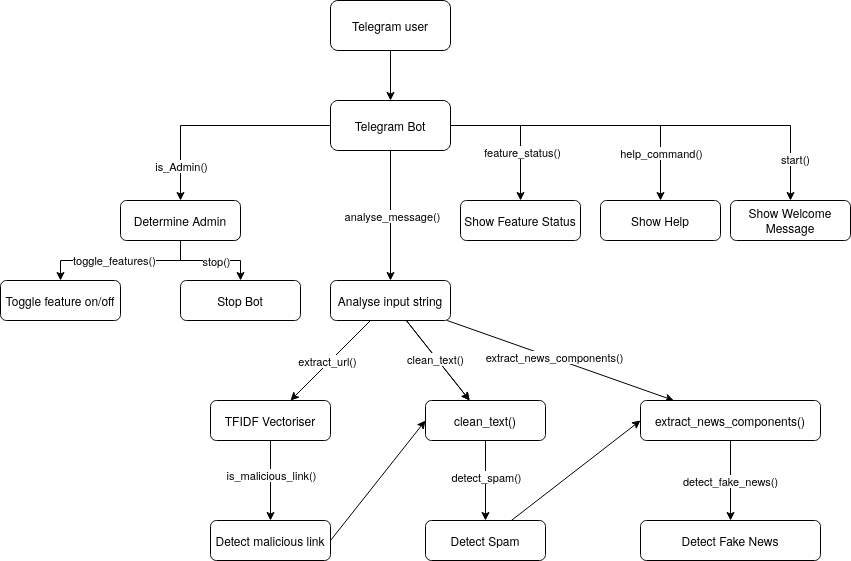 Telegram user
Telegram Bot
is_Admin()
feature_status()
help_command()
start()
analyse_message()
Determine Admin
Show Feature Status
Show Help
Show Welcome
Message
toggle_features()
stop()
Toggle feature on/off
Stop Bot
Analyse input string
extract_url()
clean_text()
extract_news_components()
TFIDF Vectoriser
clean_text()
extract_news_components()
is_malicious_link()
detect_spam()
detect_fake_news()
Detect malicious link
Detect Spam
Detect Fake News